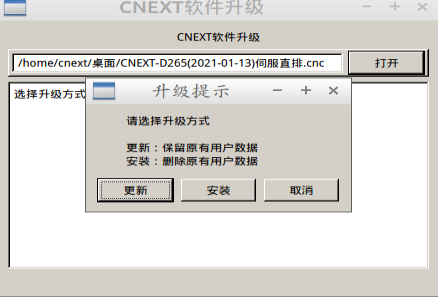 CNEXT软件升级
CNEXT软件升级
/home/cnext/桌面/CNEXT-D265(2021-01-13)伺服直排.cnc
打开
选择升级方式
升级提示
请选择升级方式
更新：保留原有用户数据
安装：删除原有用户数据
更新
安装
取消